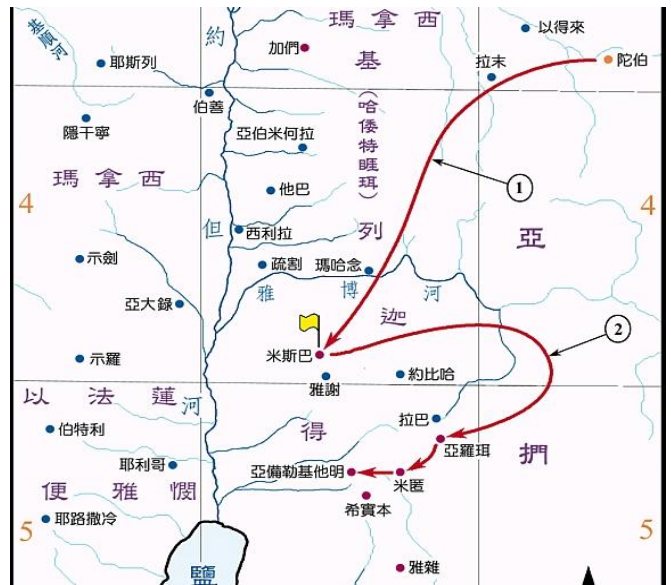 基順河
約
瑪拿西
以得來
加們
耶斯列
基
拉末
陀伯
伯善
(哈倭特睚珥)
隱干寧
亞伯米何拉
瑪拿西
他巴
1
4
4
但
西利拉
列
亞
示劍
疏割
瑪哈念
雅博河
亞大錄
迦
2
米斯巴
示羅
雅謝
約比哈
以法蓮
河
拉巴
伯特利
得
亞羅珥
捫
耶利哥
亞備勒基他明
米匿
便雅憫
希實本
耶路撒冷
5
5
鹽
雅雜